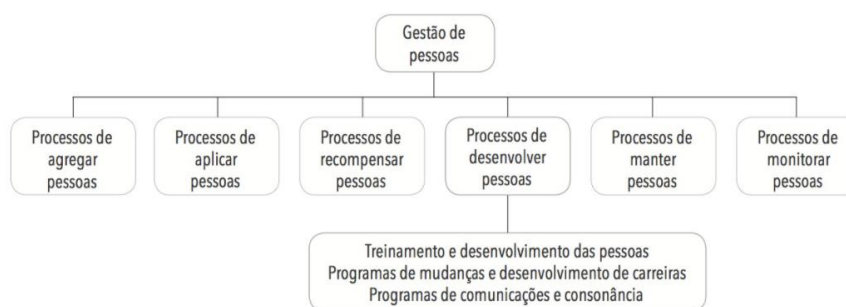 Gestão de
pessoas
Processos de
agregar
pessoas
Processos de
aplicar
pessoas
Processos de
recompensar
pessoas
Processos de
desenvolver
pessoas
Processos de
manter
pessoas
Processos de
monitorar
pessoas
Treinamento e desenvolvimento das pessoas
Programas de mudanças e desenvolvimento de carreiras
Programas de comunicações e consonância